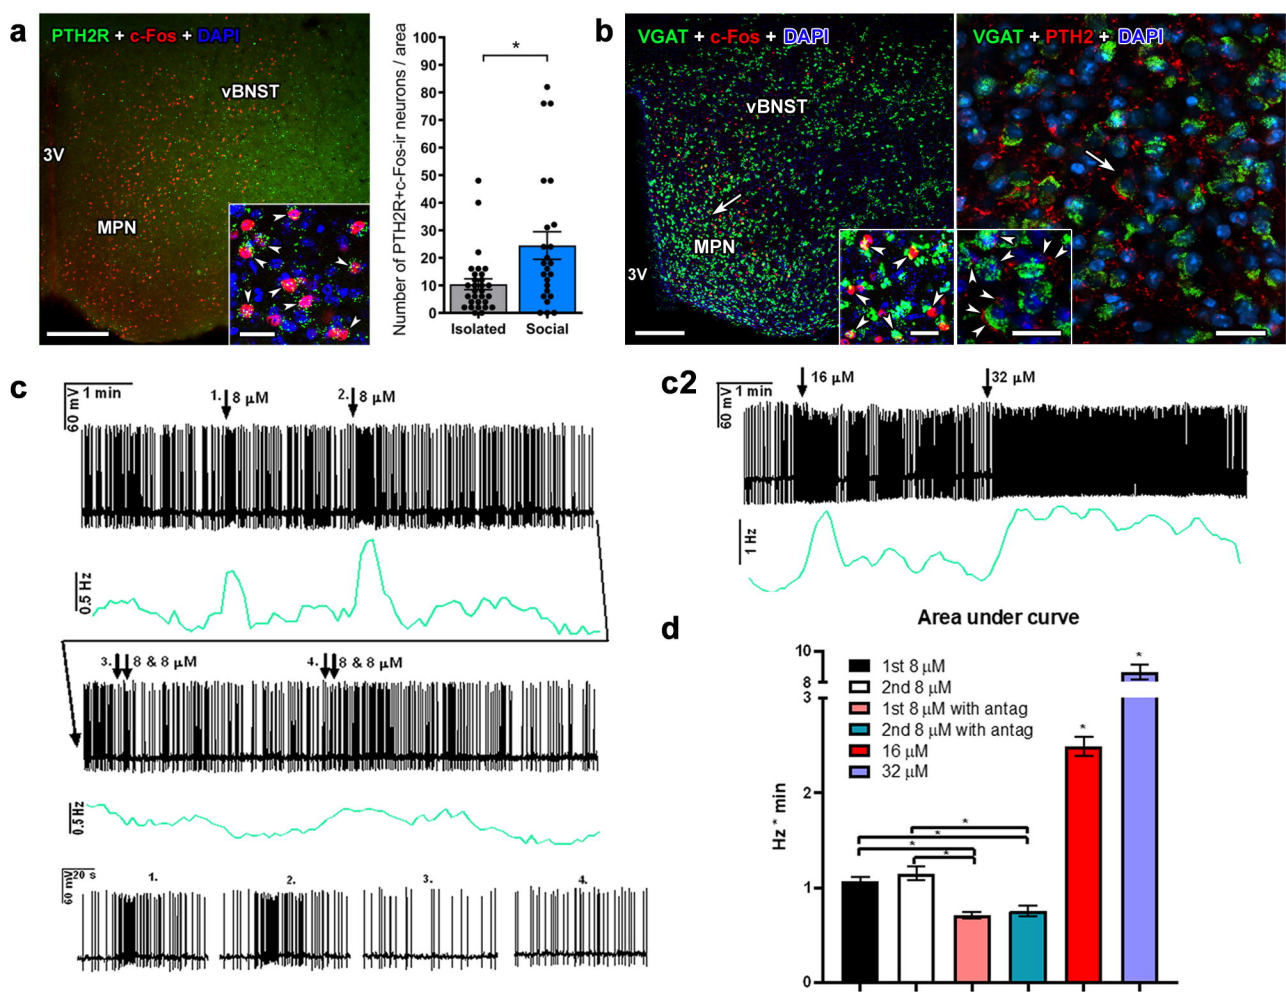 a
PTH2R + c-Fos + DAPI
vBNST
3V
MPN
Number of PTH2R+c-Fos-ir neurons / area
100
90
80
70
60
50
40
30
20
10
0
*
Isolated
Social
b
VGAT + c-Fos + DAPI
vBNST
MPN
3V
VGAT + PTH2 + DAPI
c
60 mV
1 min
1. 8 µM
2. 8 µM
0.5 Hz
3. 8 & 8 µM
4. 8 & 8 µM
0.5 Hz
60 mV
20 s
1.
2.
3.
4.
c2
60 mV
1 min
16 µM
32 µM
1 Hz
d
Area under curve
Hz * min
10
8
3
2
1
0
1st 8 µM
2nd 8 µM
1st 8 µM with antag
2nd 8 µM with antag
16 µM
32 µM
*
*
*
*
*
*